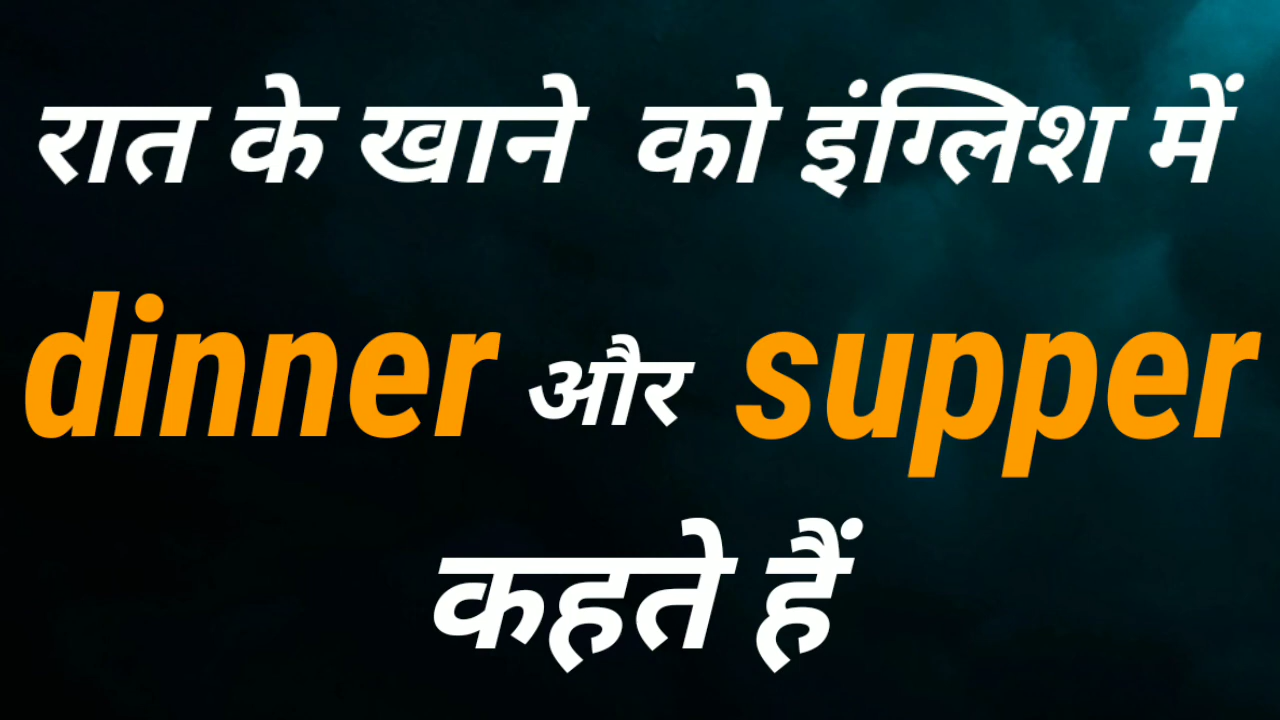 रात के खाने को इंग्लिश में
dinner और supper
कहते हैं